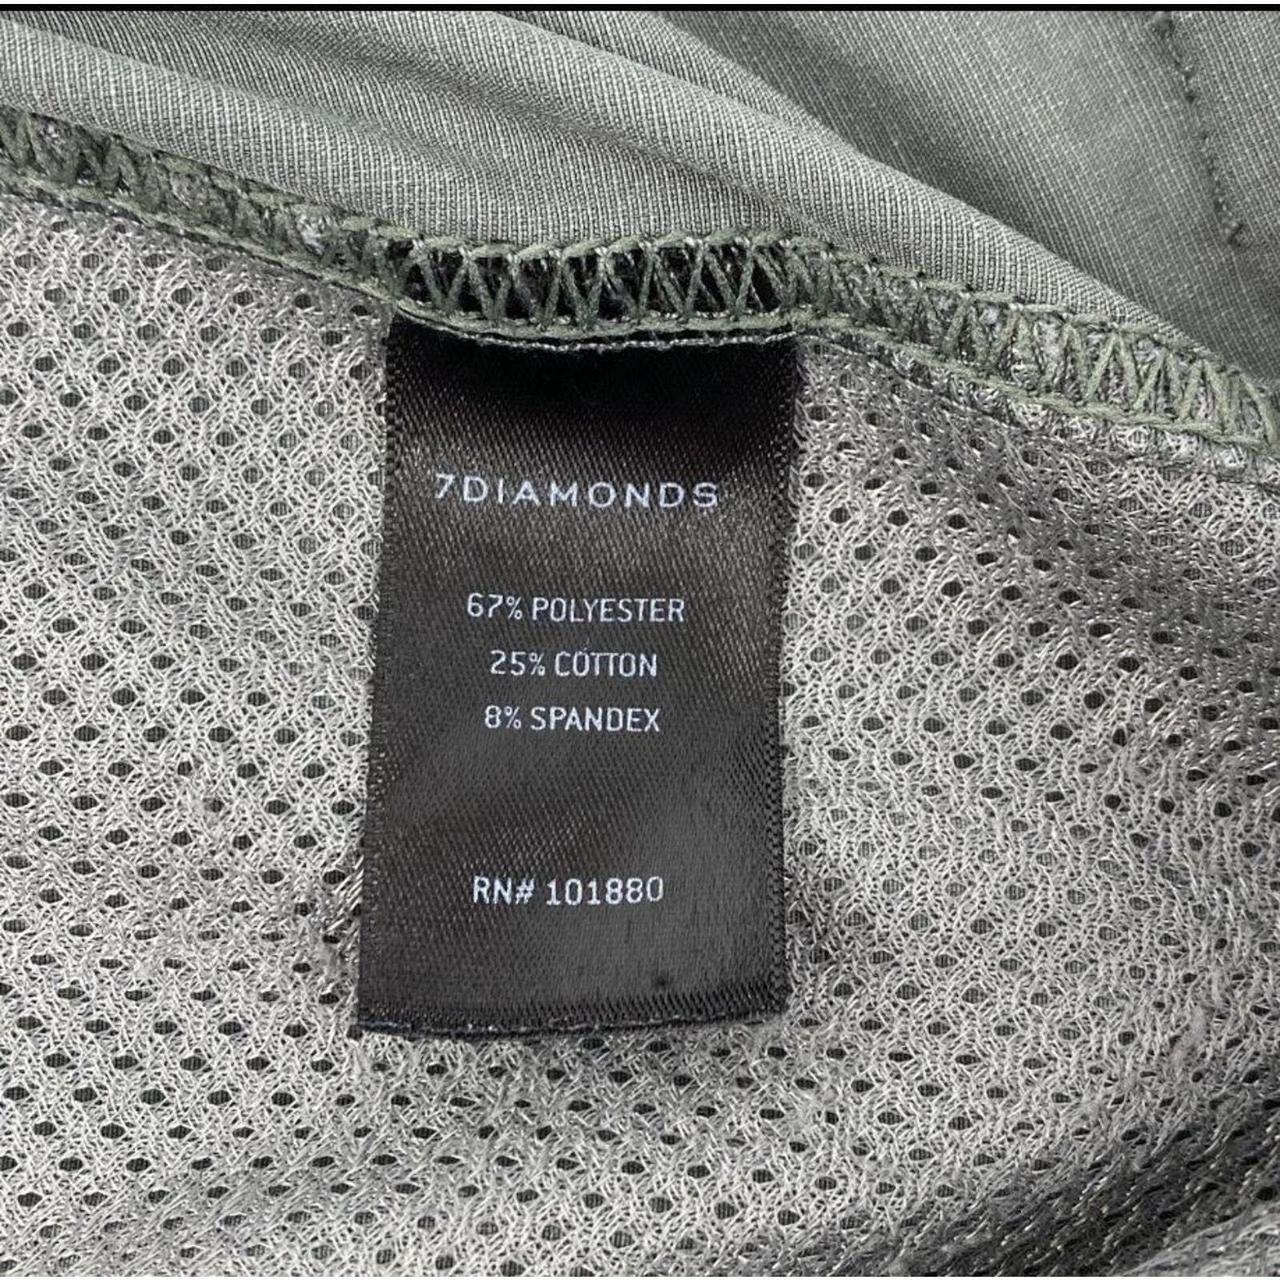 7DIAMONDS
67% POLYESTER
25% COTTON
8% SPANDEX
RN# 101880